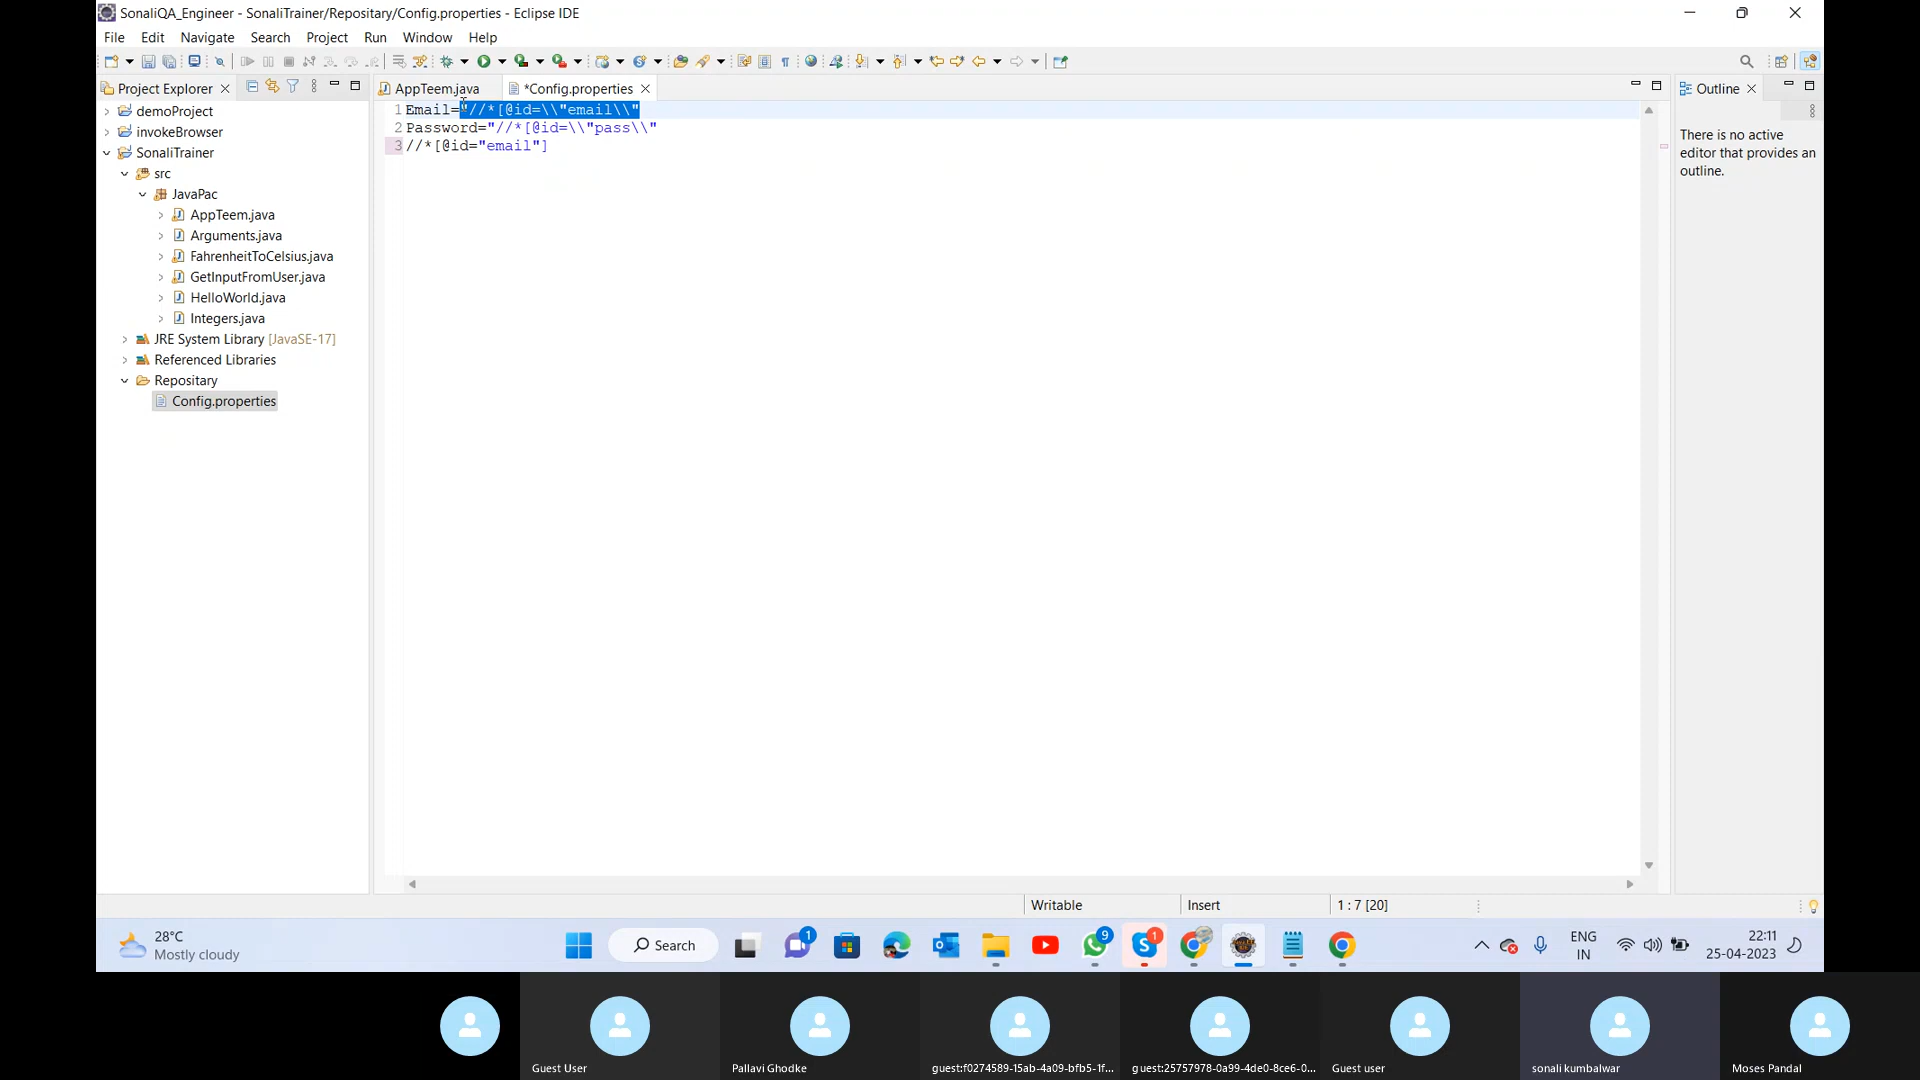 SonaliQA_Engineer - SonaliTrainer/Repositary/Config.properties - Eclipse IDE
File Edit Navigate Search Project Run Window Help
Project Explorer
demoProject
invokeBrowser
SonaliTrainer
src
JavaPac
AppTeem.java
Arguments.java
FahrenheitToCelsius.java
GetInputFromUser.java
HelloWorld.java
Integers.java
JRE System Library [JavaSE-17]
Referenced Libraries
Repositary
Config.properties
AppTeem.java *Config.properties
1 Email="//*[@id=\\"email\\"
2 Password="//*[@id=\\"pass\\"
3 //*[@id="email"]
Outline
There is no active
editor that provides an
outline.
Writable Insert 1 : 7 [20]
28°C
Mostly cloudy
Search
1
9
1
ENG
IN
22:11
25-04-2023
Guest User
Pallavi Ghodke
guest:f0274589-15ab-4a09-bfb5-1f...
guest:25757978-0a99-4de0-8ce6-0...
Guest user
sonali kumbalwar
Moses Pandal